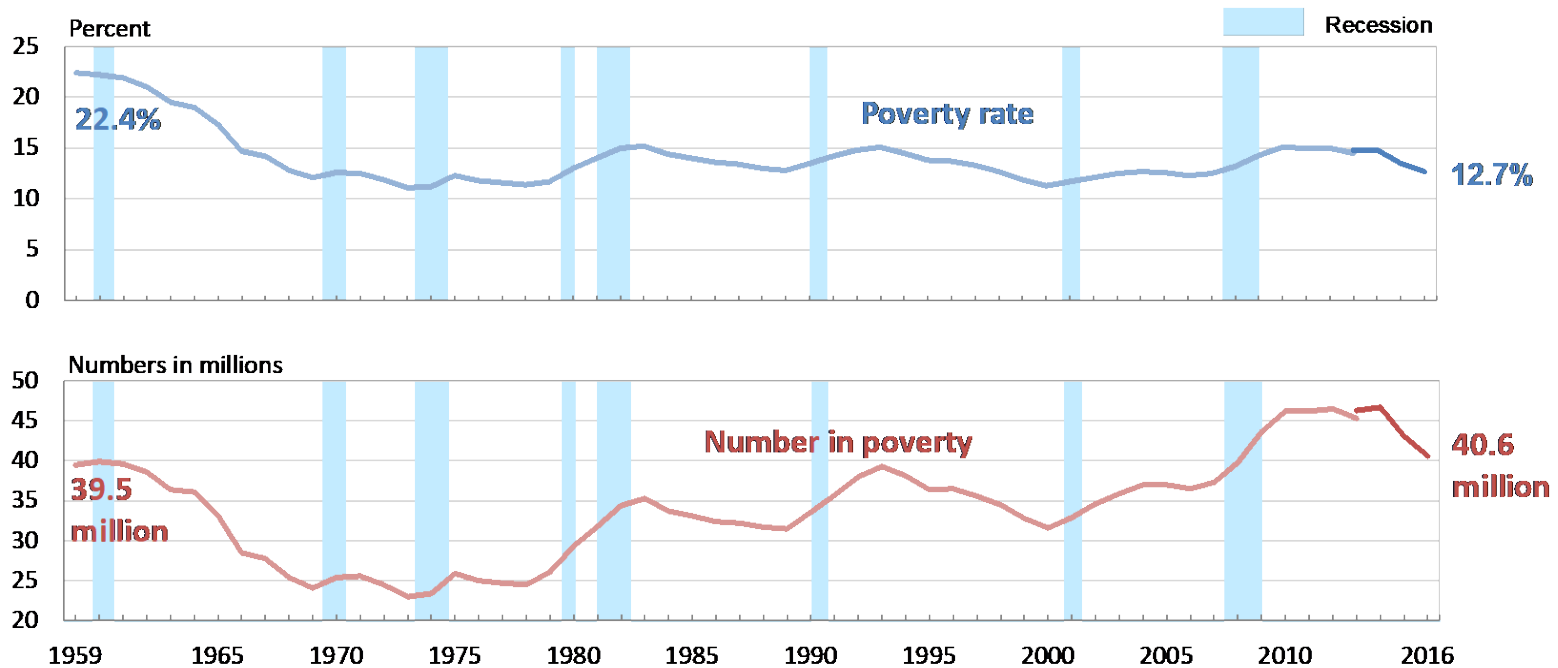 Percent
Recession
25
20
15
10
5
0
22.4%
Poverty rate
12.7%
Numbers in millions
50
45
40
35
30
25
20
39.5
million
Number in poverty
40.6
million
1959 1965 1970 1975 1980 1985 1990 1995 2000 2005 2010 2016